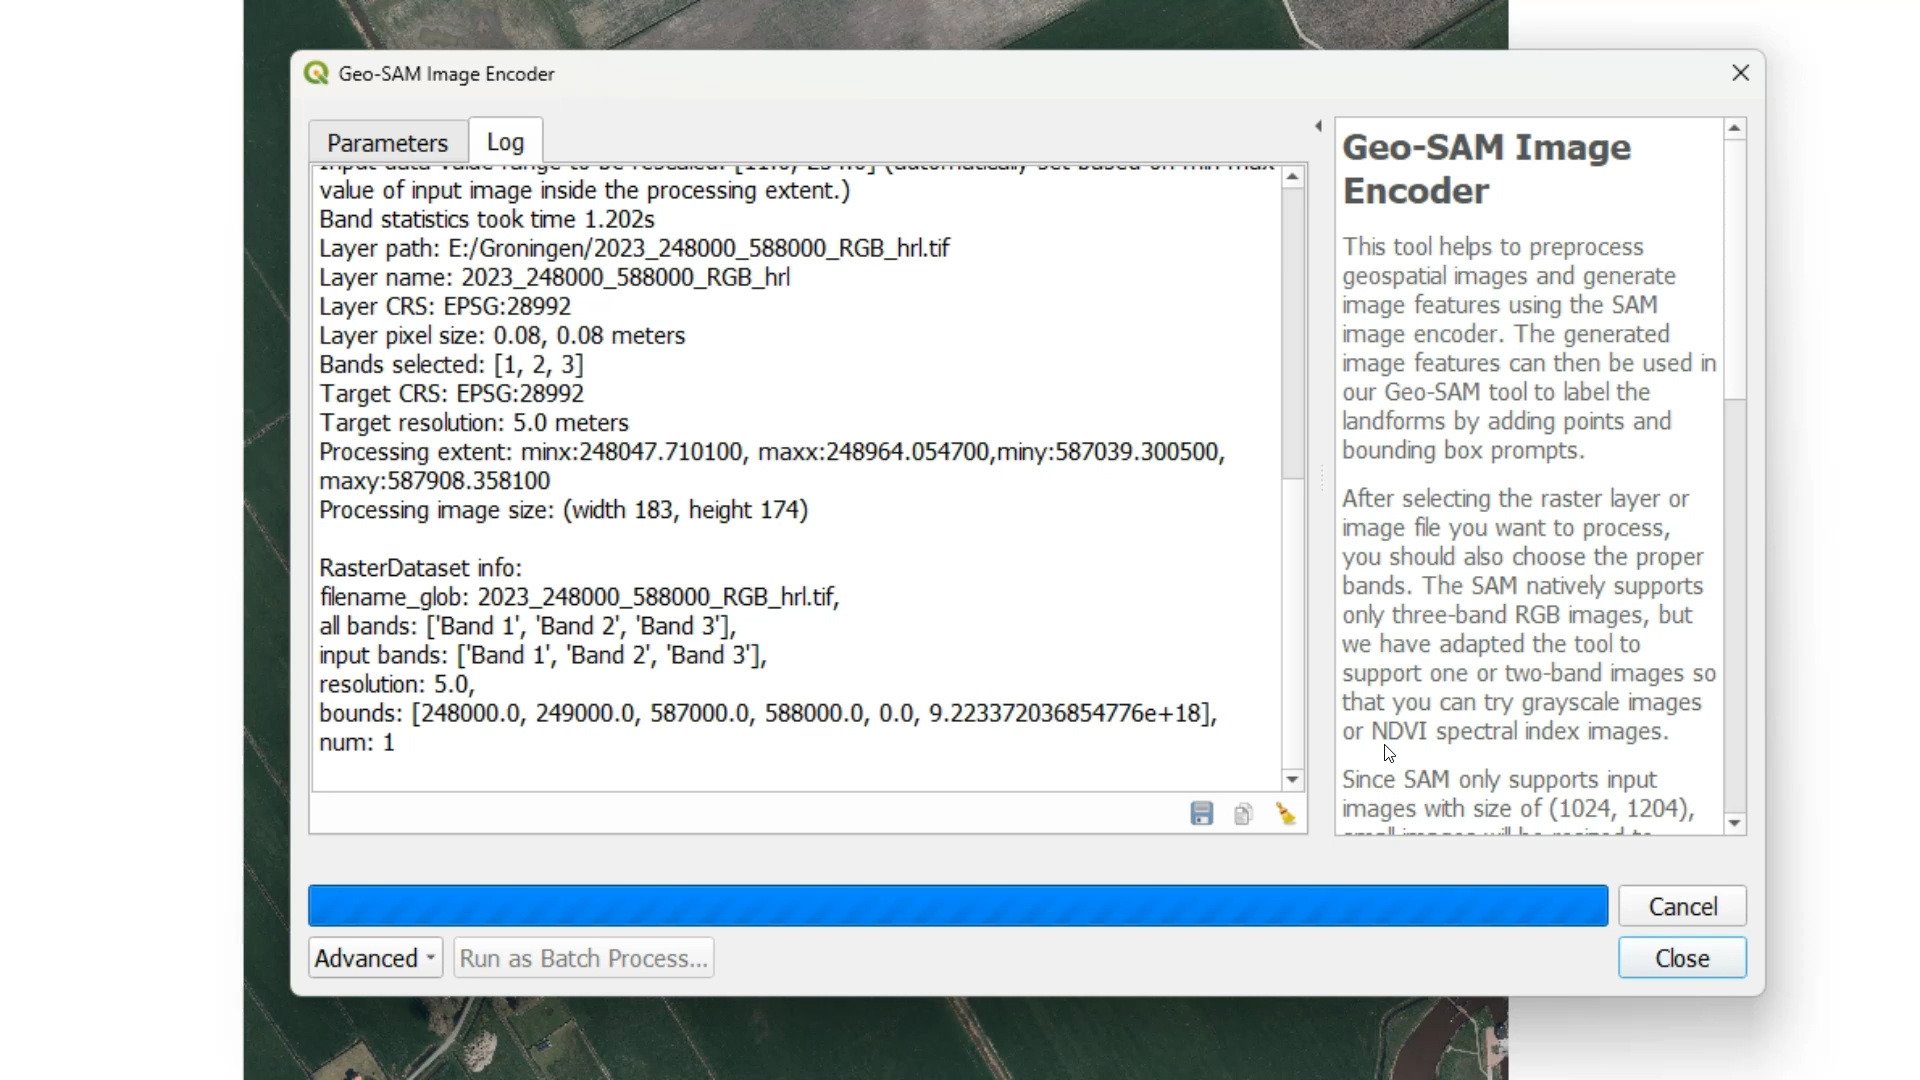 Geo-SAM Image Encoder
Parameters
Log
value of input image inside the processing extent.)
Band statistics took time 1.202s
Layer path: E:/Groningen/2023_248000_588000_RGB_hrl.tif
Layer name: 2023_248000_588000_RGB_hrl
Layer CRS: EPSG:28992
Layer pixel size: 0.08, 0.08 meters
Bands selected: [1, 2, 3]
Target CRS: EPSG:28992
Target resolution: 5.0 meters
Processing extent: minx:248047.710100, maxx:248964.054700,miny:587039.300500,
maxy:587908.358100
Processing image size: (width 183, height 174)
RasterDataset info:
filename_glob: 2023_248000_588000_RGB_hrl.tif,
all bands: ['Band 1', 'Band 2', 'Band 3'],
input bands: ['Band 1', 'Band 2', 'Band 3'],
resolution: 5.0,
bounds: [248000.0, 249000.0, 587000.0, 588000.0, 0.0, 9.223372036854776e+18],
num: 1
Geo-SAM Image
Encoder
This tool helps to preprocess
geospatial images and generate
image features using the SAM
image encoder. The generated
image features can then be used in
our Geo-SAM tool to label the
landforms by adding points and
bounding box prompts.
After selecting the raster layer or
image file you want to process,
you should also choose the proper
bands. The SAM natively supports
only three-band RGB images, but
we have adapted the tool to
support one or two-band images so
that you can try grayscale images
or NDVI spectral index images.
Since SAM only supports input
images with size of (1024, 1204),
Cancel
Advanced
Run as Batch Process...
Close